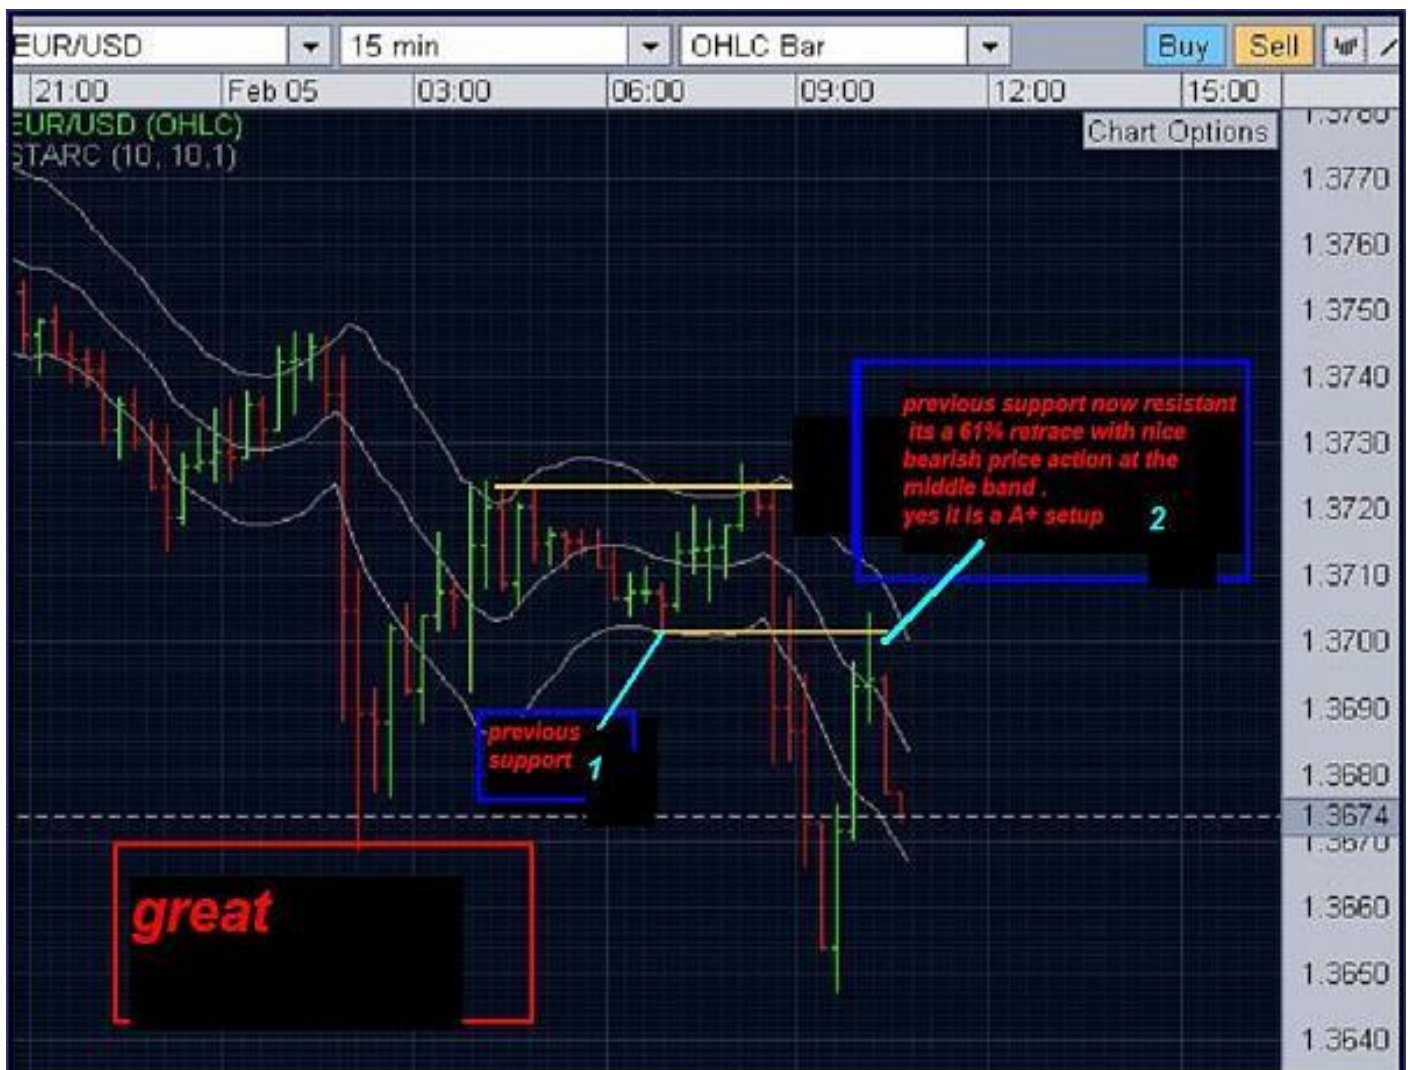 EUR/USD
15 min
OHLC Bar
Buy
Sell
21:00
Feb 05
03:00
06:00
09:00
12:00
15:00
EUR/USD (OHLC)
STARC (10, 10,1)
Chart Options
1.3780
1.3770
1.3760
1.3750
1.3740
1.3730
1.3720
1.3710
1.3700
1.3690
1.3680
1.3674
1.3670
1.3660
1.3650
1.3640
previous support now resistant
its a 61% retrace with nice
bearish price action at the
middle band .
yes it is a A+ setup
2
previous
support
1
great